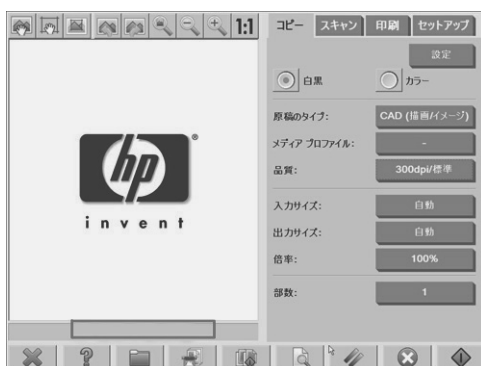 1:1
コピー
スキャン
印刷
セットアップ
設定
白黒
カラー
原稿のタイプ:
CAD (描画/イメージ)
メディア プロファイル:
-
品質:
300dpi/標準
入力サイズ:
自動
出力サイズ:
自動
倍率:
100%
部数:
1
hp
®
invent
?